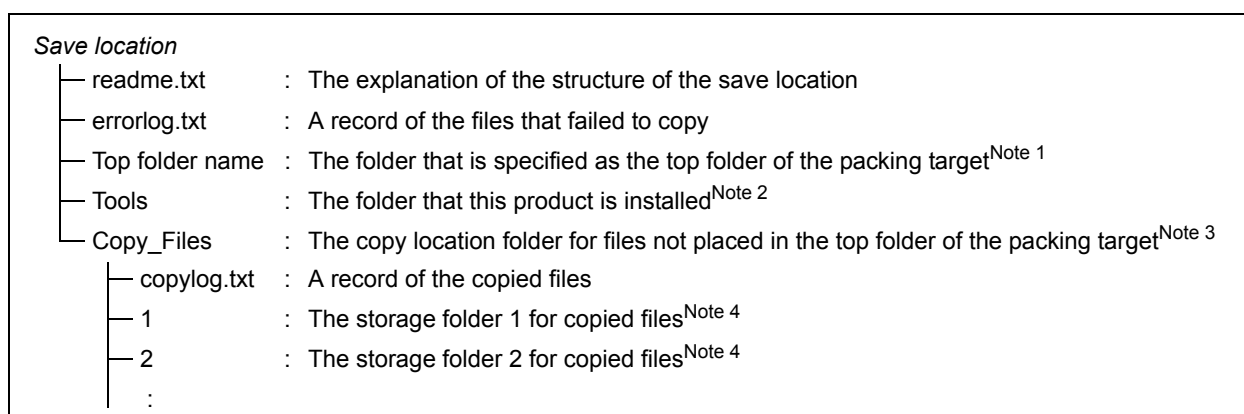 Save location
readme.txt : The explanation of the structure of the save location
errorlog.txt : A record of the files that failed to copy
Top folder name : The folder that is specified as the top folder of the packing targetNote 1
Tools : The folder that this product is installedNote 2
Copy_Files : The copy location folder for files not placed in the top folder of the packing targetNote 3
copylog.txt : A record of the copied files
1 : The storage folder 1 for copied filesNote 4
2 : The storage folder 2 for copied filesNote 4
: